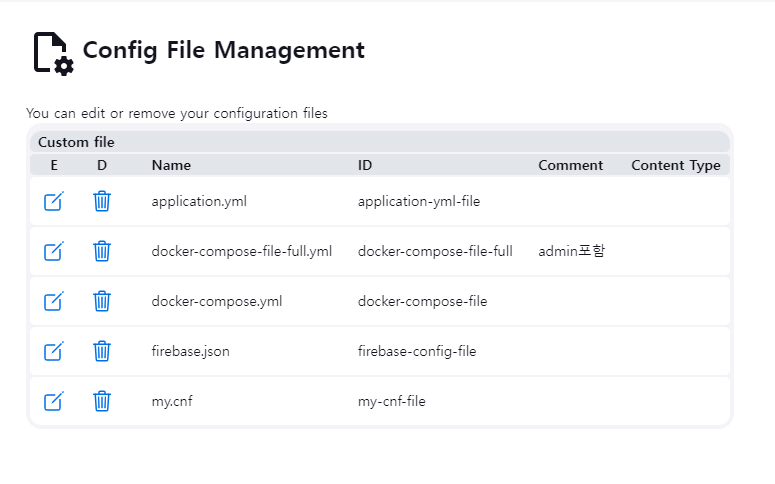 Config File Management
You can edit or remove your configuration files
Custom file
E D Name ID Comment Content Type
application.yml application-yml-file
docker-compose-file-full.yml docker-compose-file-full admin포함
docker-compose.yml docker-compose-file
firebase.json firebase-config-file
my.cnf my-cnf-file